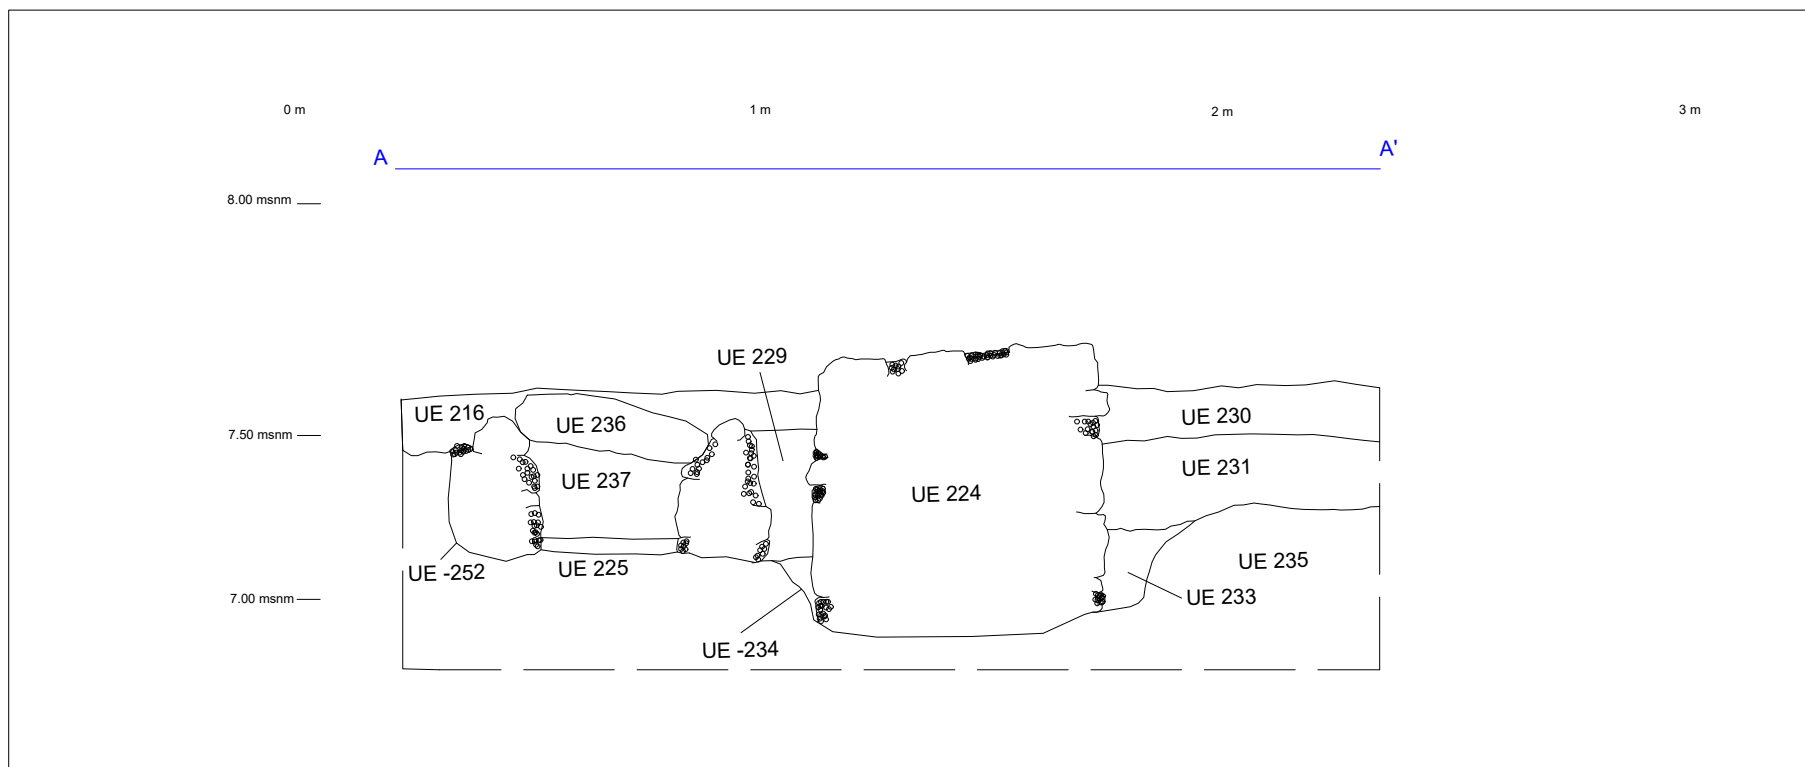 0 m 1 m 2 m 3 m
A A'
8.00 msnm
UE 229
UE 216 UE 236 UE 230
7.50 msnm
UE 237 UE 224 UE 231
UE -252 UE 225 UE 235
7.00 msnm UE 233
UE -234